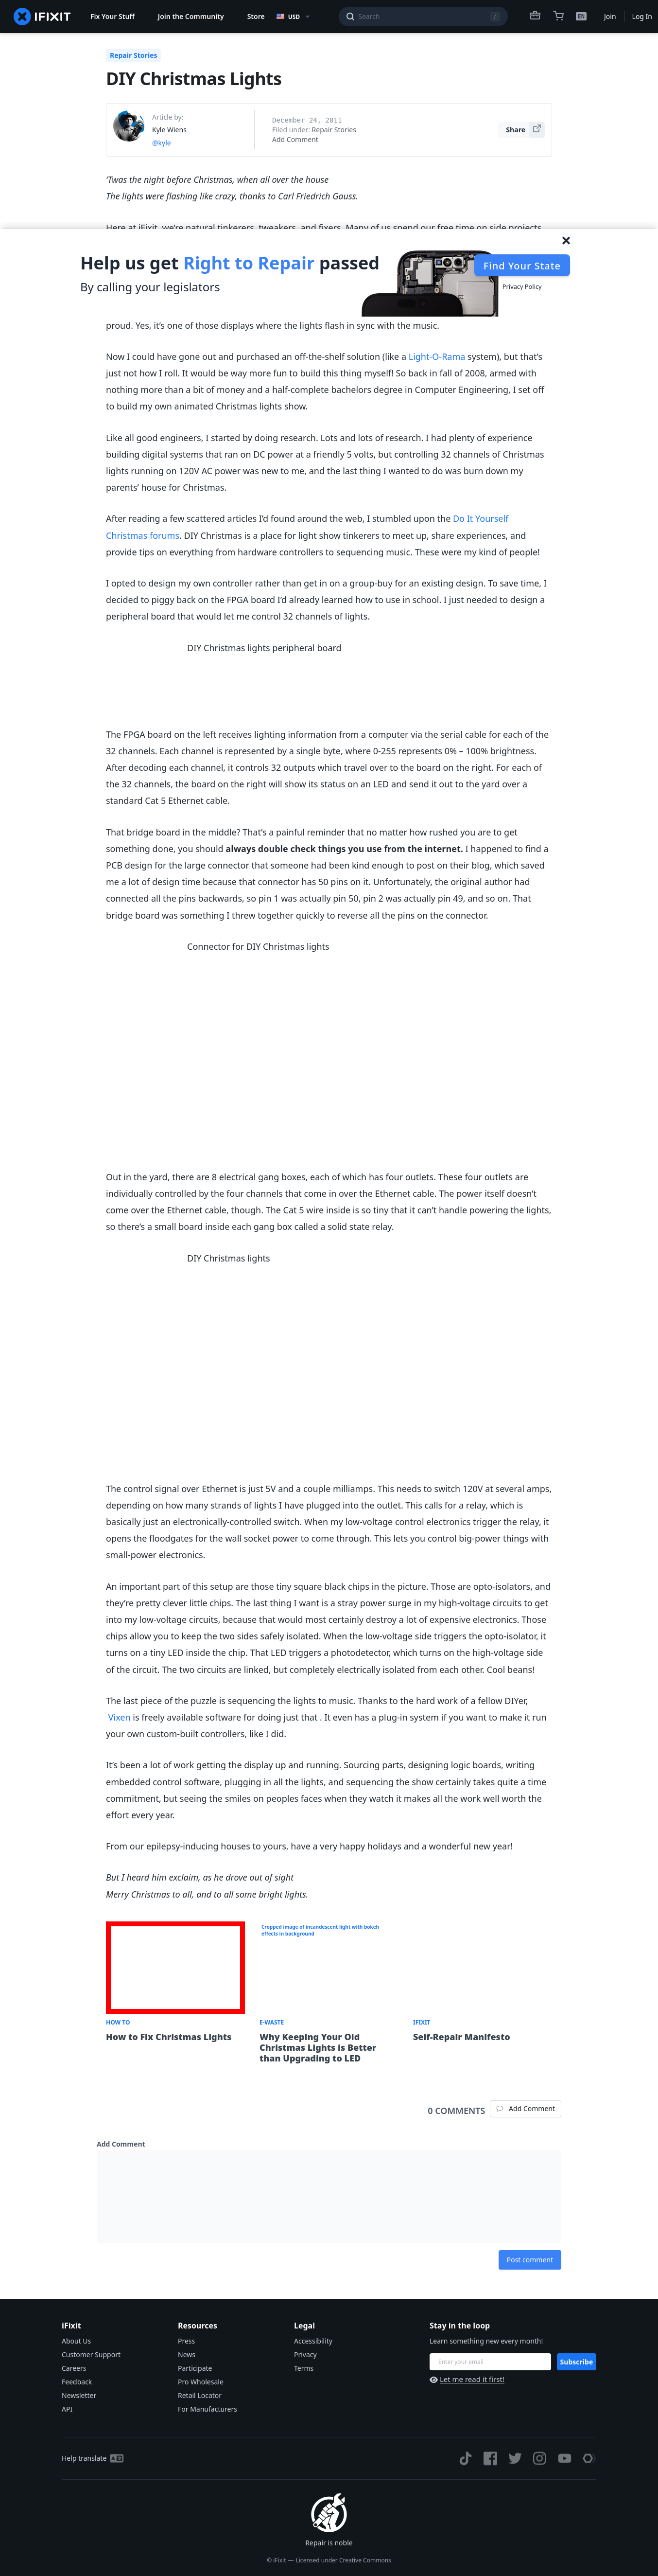 IFIXIT
Fix Your Stuff
Join the Community
Store
USD
Search
/
EN
Join
Log In
Repair Stories
DIY Christmas Lights
Article by:
Kyle Wiens
@kyle
December 24, 2011
Filed under: Repair Stories
Add Comment
Share
‘Twas the night before Christmas, when all over the house
The lights were flashing like crazy, thanks to Carl Friedrich Gauss.
Here at iFixit, we’re natural tinkerers, tweakers, and fixers. Many of us spend our free time on side projects
Help us get Right to Repair passed
By calling your legislators
Find Your State
Privacy Policy
proud. Yes, it’s one of those displays where the lights flash in sync with the music.
Now I could have gone out and purchased an off-the-shelf solution (like a Light-O-Rama system), but that’s
just not how I roll. It would be way more fun to build this thing myself! So back in fall of 2008, armed with
nothing more than a bit of money and a half-complete bachelors degree in Computer Engineering, I set off
to build my own animated Christmas lights show.
Like all good engineers, I started by doing research. Lots and lots of research. I had plenty of experience
building digital systems that ran on DC power at a friendly 5 volts, but controlling 32 channels of Christmas
lights running on 120V AC power was new to me, and the last thing I wanted to do was burn down my
parents’ house for Christmas.
After reading a few scattered articles I’d found around the web, I stumbled upon the Do It Yourself
Christmas forums. DIY Christmas is a place for light show tinkerers to meet up, share experiences, and
provide tips on everything from hardware controllers to sequencing music. These were my kind of people!
I opted to design my own controller rather than get in on a group-buy for an existing design. To save time, I
decided to piggy back on the FPGA board I’d already learned how to use in school. I just needed to design a
peripheral board that would let me control 32 channels of lights.
DIY Christmas lights peripheral board
The FPGA board on the left receives lighting information from a computer via the serial cable for each of the
32 channels. Each channel is represented by a single byte, where 0-255 represents 0% – 100% brightness.
After decoding each channel, it controls 32 outputs which travel over to the board on the right. For each of
the 32 channels, the board on the right will show its status on an LED and send it out to the yard over a
standard Cat 5 Ethernet cable.
That bridge board in the middle? That’s a painful reminder that no matter how rushed you are to get
something done, you should always double check things you use from the internet. I happened to find a
PCB design for the large connector that someone had been kind enough to post on their blog, which saved
me a lot of design time because that connector has 50 pins on it. Unfortunately, the original author had
connected all the pins backwards, so pin 1 was actually pin 50, pin 2 was actually pin 49, and so on. That
bridge board was something I threw together quickly to reverse all the pins on the connector.
Connector for DIY Christmas lights
Out in the yard, there are 8 electrical gang boxes, each of which has four outlets. These four outlets are
individually controlled by the four channels that come in over the Ethernet cable. The power itself doesn’t
come over the Ethernet cable, though. The Cat 5 wire inside is so tiny that it can’t handle powering the lights,
so there’s a small board inside each gang box called a solid state relay.
DIY Christmas lights
The control signal over Ethernet is just 5V and a couple milliamps. This needs to switch 120V at several amps,
depending on how many strands of lights I have plugged into the outlet. This calls for a relay, which is
basically just an electronically-controlled switch. When my low-voltage control electronics trigger the relay, it
opens the floodgates for the wall socket power to come through. This lets you control big-power things with
small-power electronics.
An important part of this setup are those tiny square black chips in the picture. Those are opto-isolators, and
they’re pretty clever little chips. The last thing I want is a stray power surge in my high-voltage circuits to get
into my low-voltage circuits, because that would most certainly destroy a lot of expensive electronics. Those
chips allow you to keep the two sides safely isolated. When the low-voltage side triggers the opto-isolator, it
turns on a tiny LED inside the chip. That LED triggers a photodetector, which turns on the high-voltage side
of the circuit. The two circuits are linked, but completely electrically isolated from each other. Cool beans!
The last piece of the puzzle is sequencing the lights to music. Thanks to the hard work of a fellow DIYer,
Vixen is freely available software for doing just that . It even has a plug-in system if you want to make it run
your own custom-built controllers, like I did.
It’s been a lot of work getting the display up and running. Sourcing parts, designing logic boards, writing
embedded control software, plugging in all the lights, and sequencing the show certainly takes quite a time
commitment, but seeing the smiles on peoples faces when they watch it makes all the work well worth the
effort every year.
From our epilepsy-inducing houses to yours, have a very happy holidays and a wonderful new year!
But I heard him exclaim, as he drove out of sight
Merry Christmas to all, and to all some bright lights.
Cropped image of incandescent light with bokeh
effects in background
HOW TO
How to Fix Christmas Lights
E-WASTE
Why Keeping Your Old
Christmas Lights is Better
than Upgrading to LED
IFIXIT
Self-Repair Manifesto
0 COMMENTS
Add Comment
Add Comment
Post comment
iFixit
About Us
Customer Support
Careers
Feedback
Newsletter
API
Resources
Press
News
Participate
Pro Wholesale
Retail Locator
For Manufacturers
Legal
Accessibility
Privacy
Terms
Stay in the loop
Learn something new every month!
Enter your email
Subscribe
Let me read it first!
Help translate
Repair is noble
© iFixit — Licensed under Creative Commons